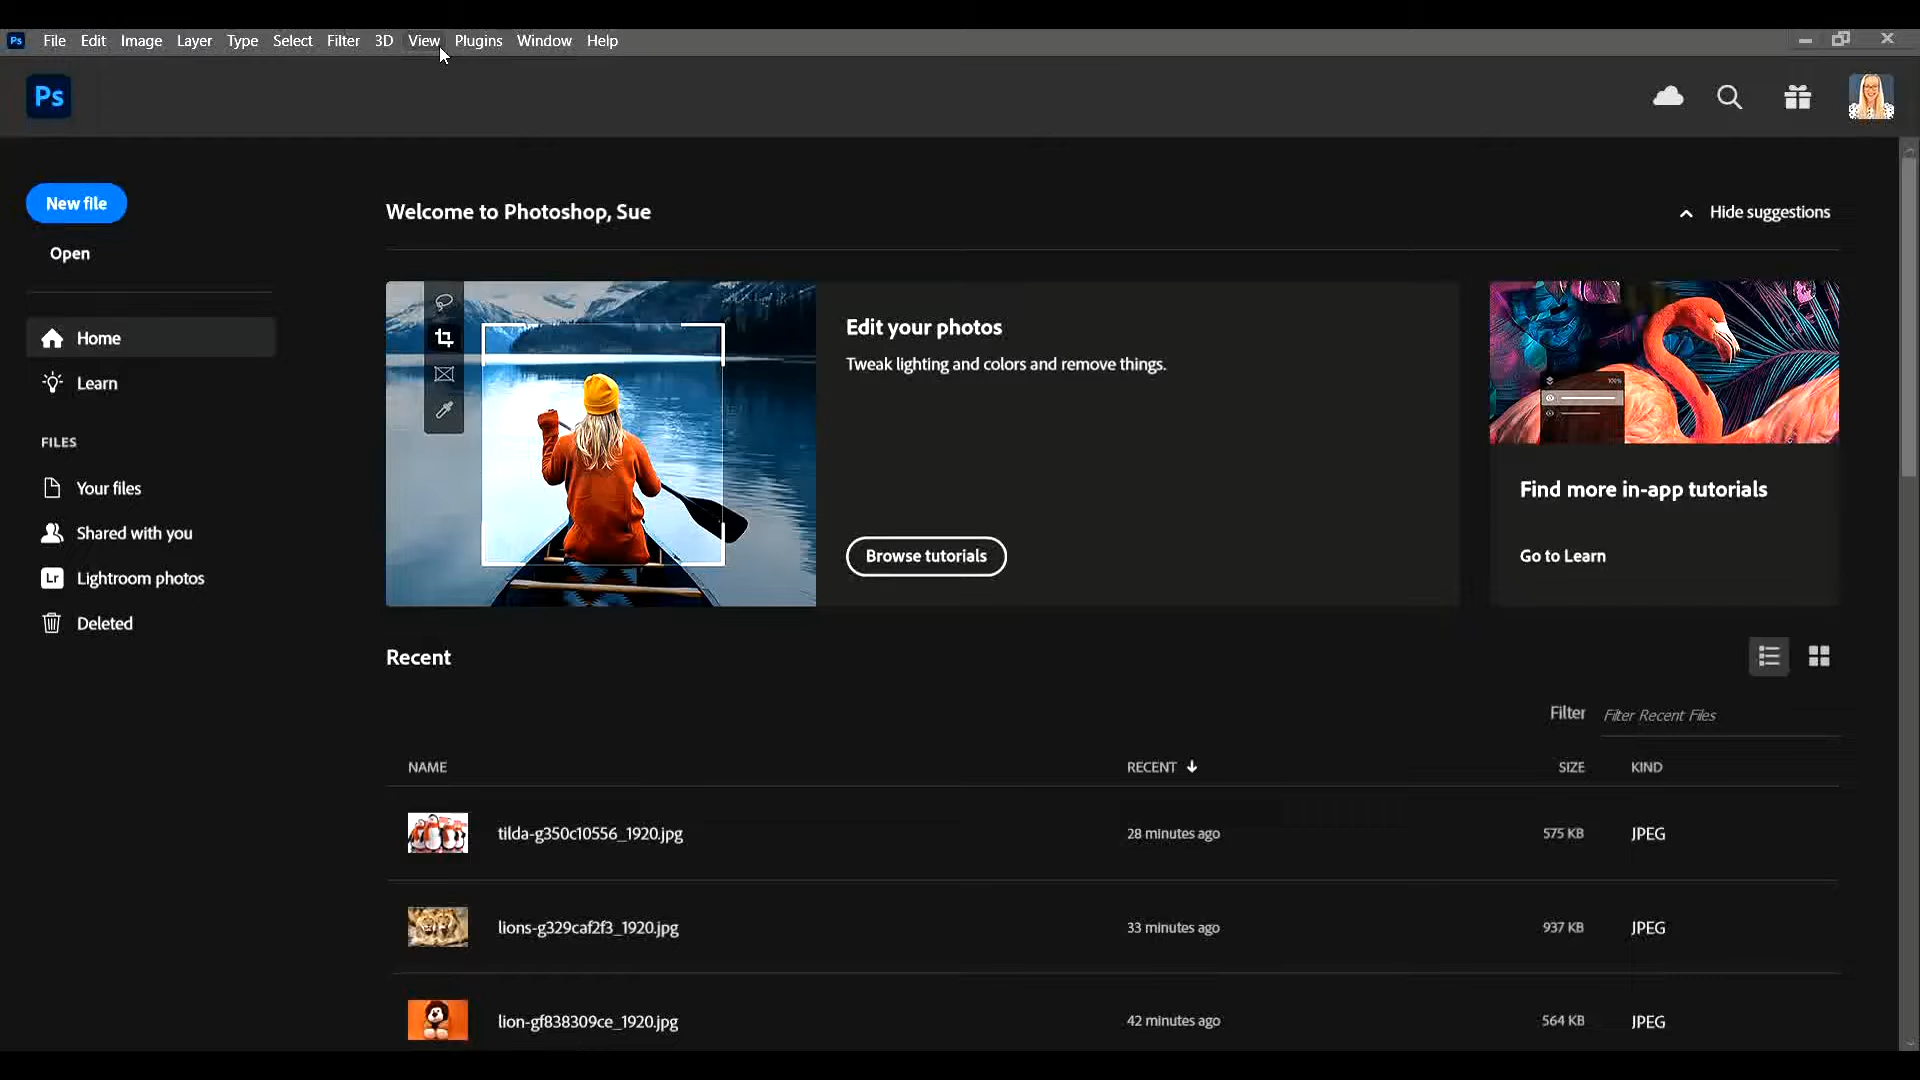 Ps File Edit Image Layer Type Select Filter 3D View Plugins Window Help
Ps
New file
Open
Home
Learn
FILES
Your files
Shared with you
Lr Lightroom photos
Deleted
Welcome to Photoshop, Sue
Hide suggestions
Edit your photos
Tweak lighting and colors and remove things.
Browse tutorials
100%
Find more in-app tutorials
Go to Learn
Recent
Filter Filter Recent Files
NAME RECENT SIZE KIND
tilda-g350c10556_1920.jpg 28 minutes ago 575 KB JPEG
lions-g329caf2f3_1920.jpg 33 minutes ago 937 KB JPEG
lion-gf838309ce_1920.jpg 42 minutes ago 564 KB JPEG